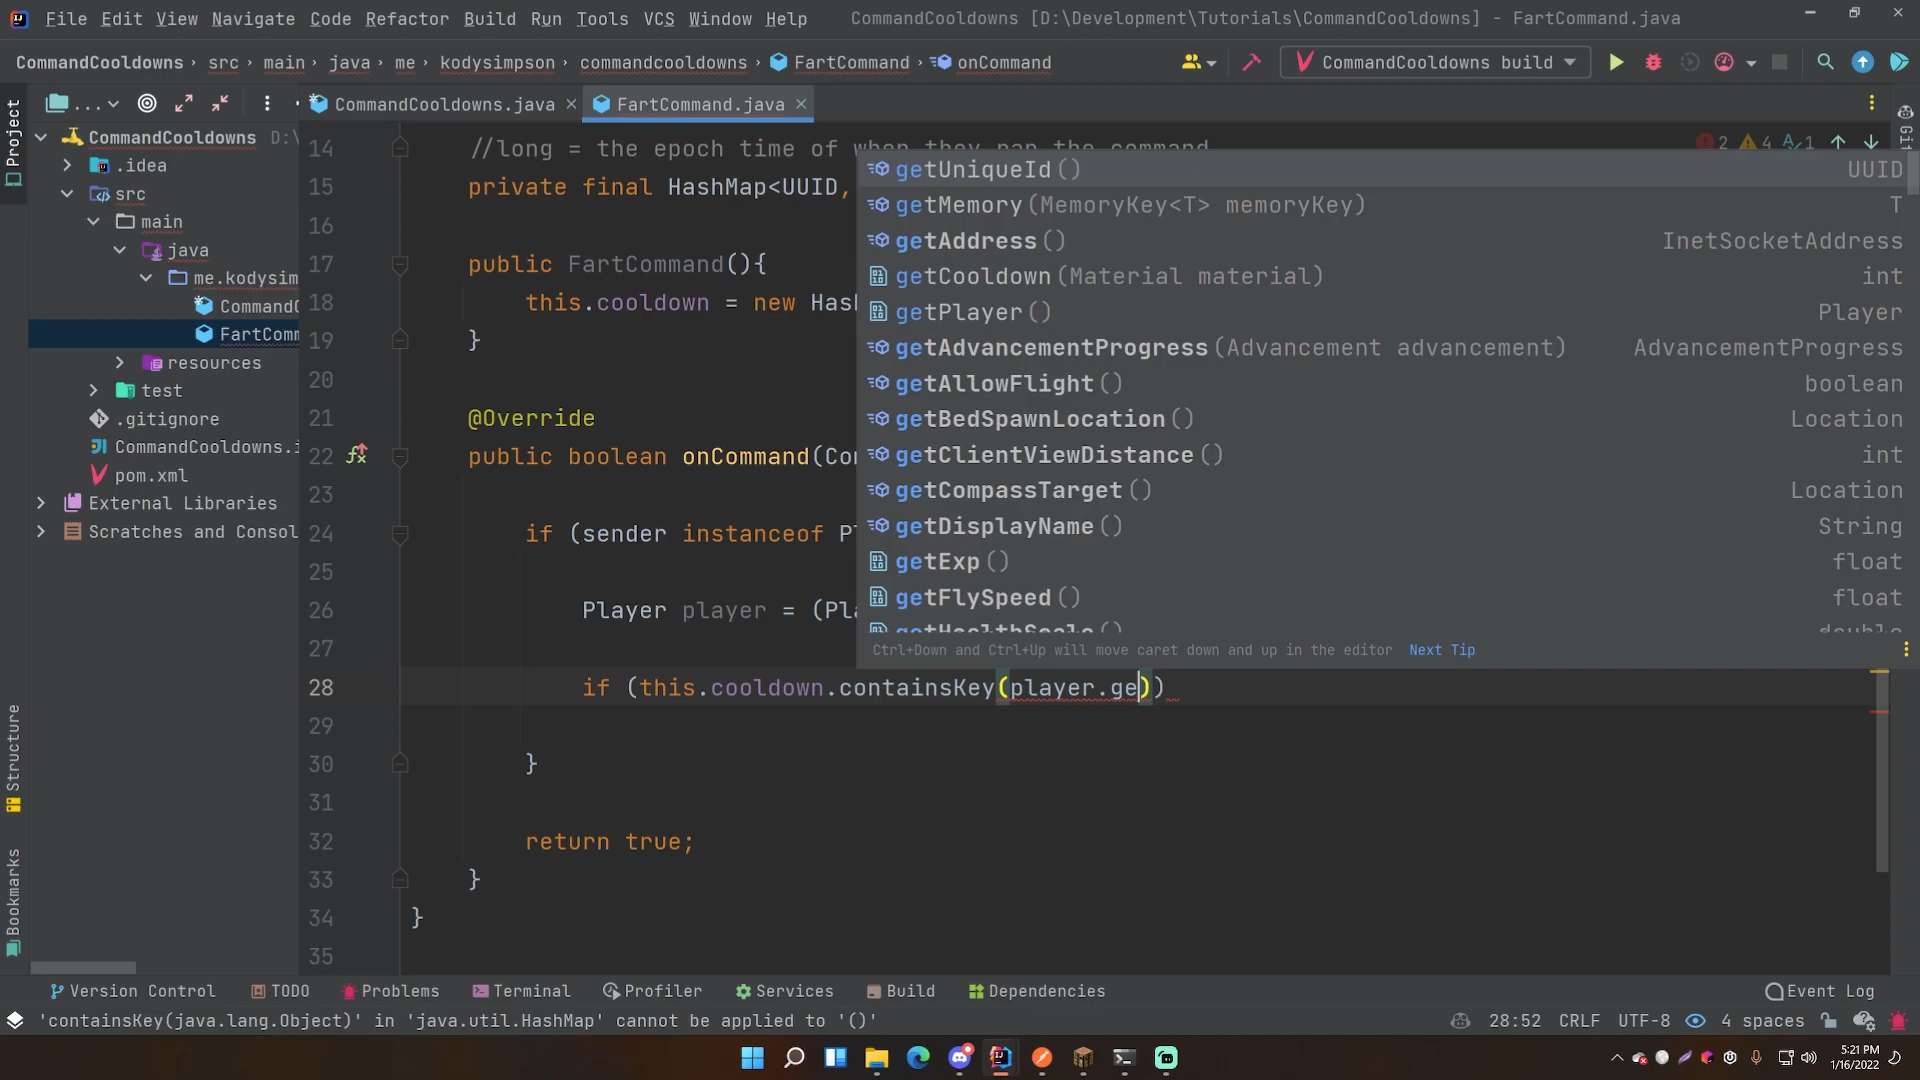 File Edit View Navigate Code Refactor Build Run Tools VCS Window Help CommandCooldowns [D:\Development\Tutorials\CommandCooldowns] - FartCommand.java
CommandCooldowns › src › main › java › me › kodysimpson › commandcooldowns › FartCommand › onCommand CommandCooldowns build
Project ... CommandCooldowns.java FartCommand.java
CommandCooldowns D:\
.idea
src
main
java
me.kodysim
CommandC
FartComm
resources
test
.gitignore
CommandCooldowns.i
pom.xml
External Libraries
Scratches and Consol
Structure
Bookmarks
2 4 1
14 //long = the epoch time of when they ran the command
15 private final HashMap<UUID,
16
17 public FartCommand(){
18 this.cooldown = new Has
19 }
20
21 @Override
22 public boolean onCommand(Co
23
24 if (sender instanceof P
25
26 Player player = (Pla
27
28 if (this.cooldown.containsKey(player.ge))
29
30 }
31
32 return true;
33 }
34 }
35
getUniqueId() UUID
getMemory(MemoryKey<T> memoryKey) T
getAddress() InetSocketAddress
getCooldown(Material material) int
getPlayer() Player
getAdvancementProgress(Advancement advancement) AdvancementProgress
getAllowFlight() boolean
getBedSpawnLocation() Location
getClientViewDistance() int
getCompassTarget() Location
getDisplayName() String
getExp() float
getFlySpeed() float
getHealthScale() double
Ctrl+Down and Ctrl+Up will move caret down and up in the editor Next Tip
Version Control TODO Problems Terminal Profiler Services Build Dependencies Event Log
'containsKey(java.lang.Object)' in 'java.util.HashMap' cannot be applied to '()' 28:52 CRLF UTF-8 4 spaces
5:21 PM
1/16/2022